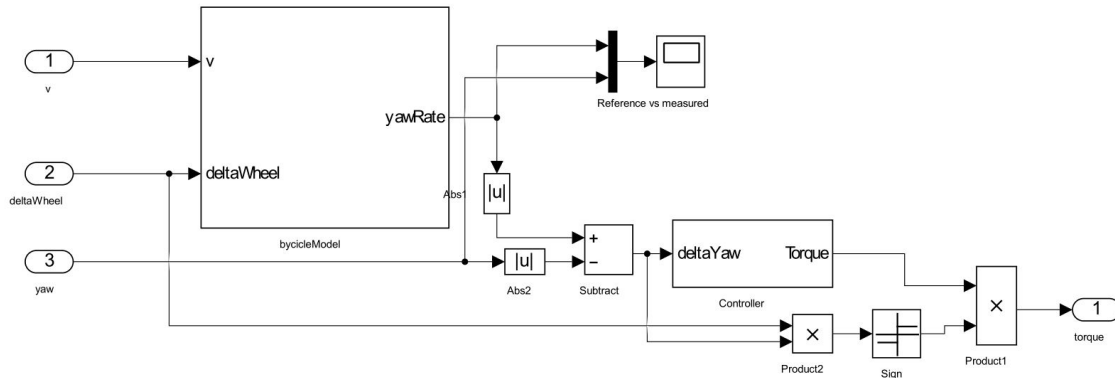 1
v
v
2
deltaWheel
deltaWheel
3
yaw
yawRate
bycicleModel
Reference vs measured
Abs1
|u|
|u|
Abs2
+
−
Subtract
deltaYaw
Torque
Controller
×
Product2
Sign
×
Product1
1
torque